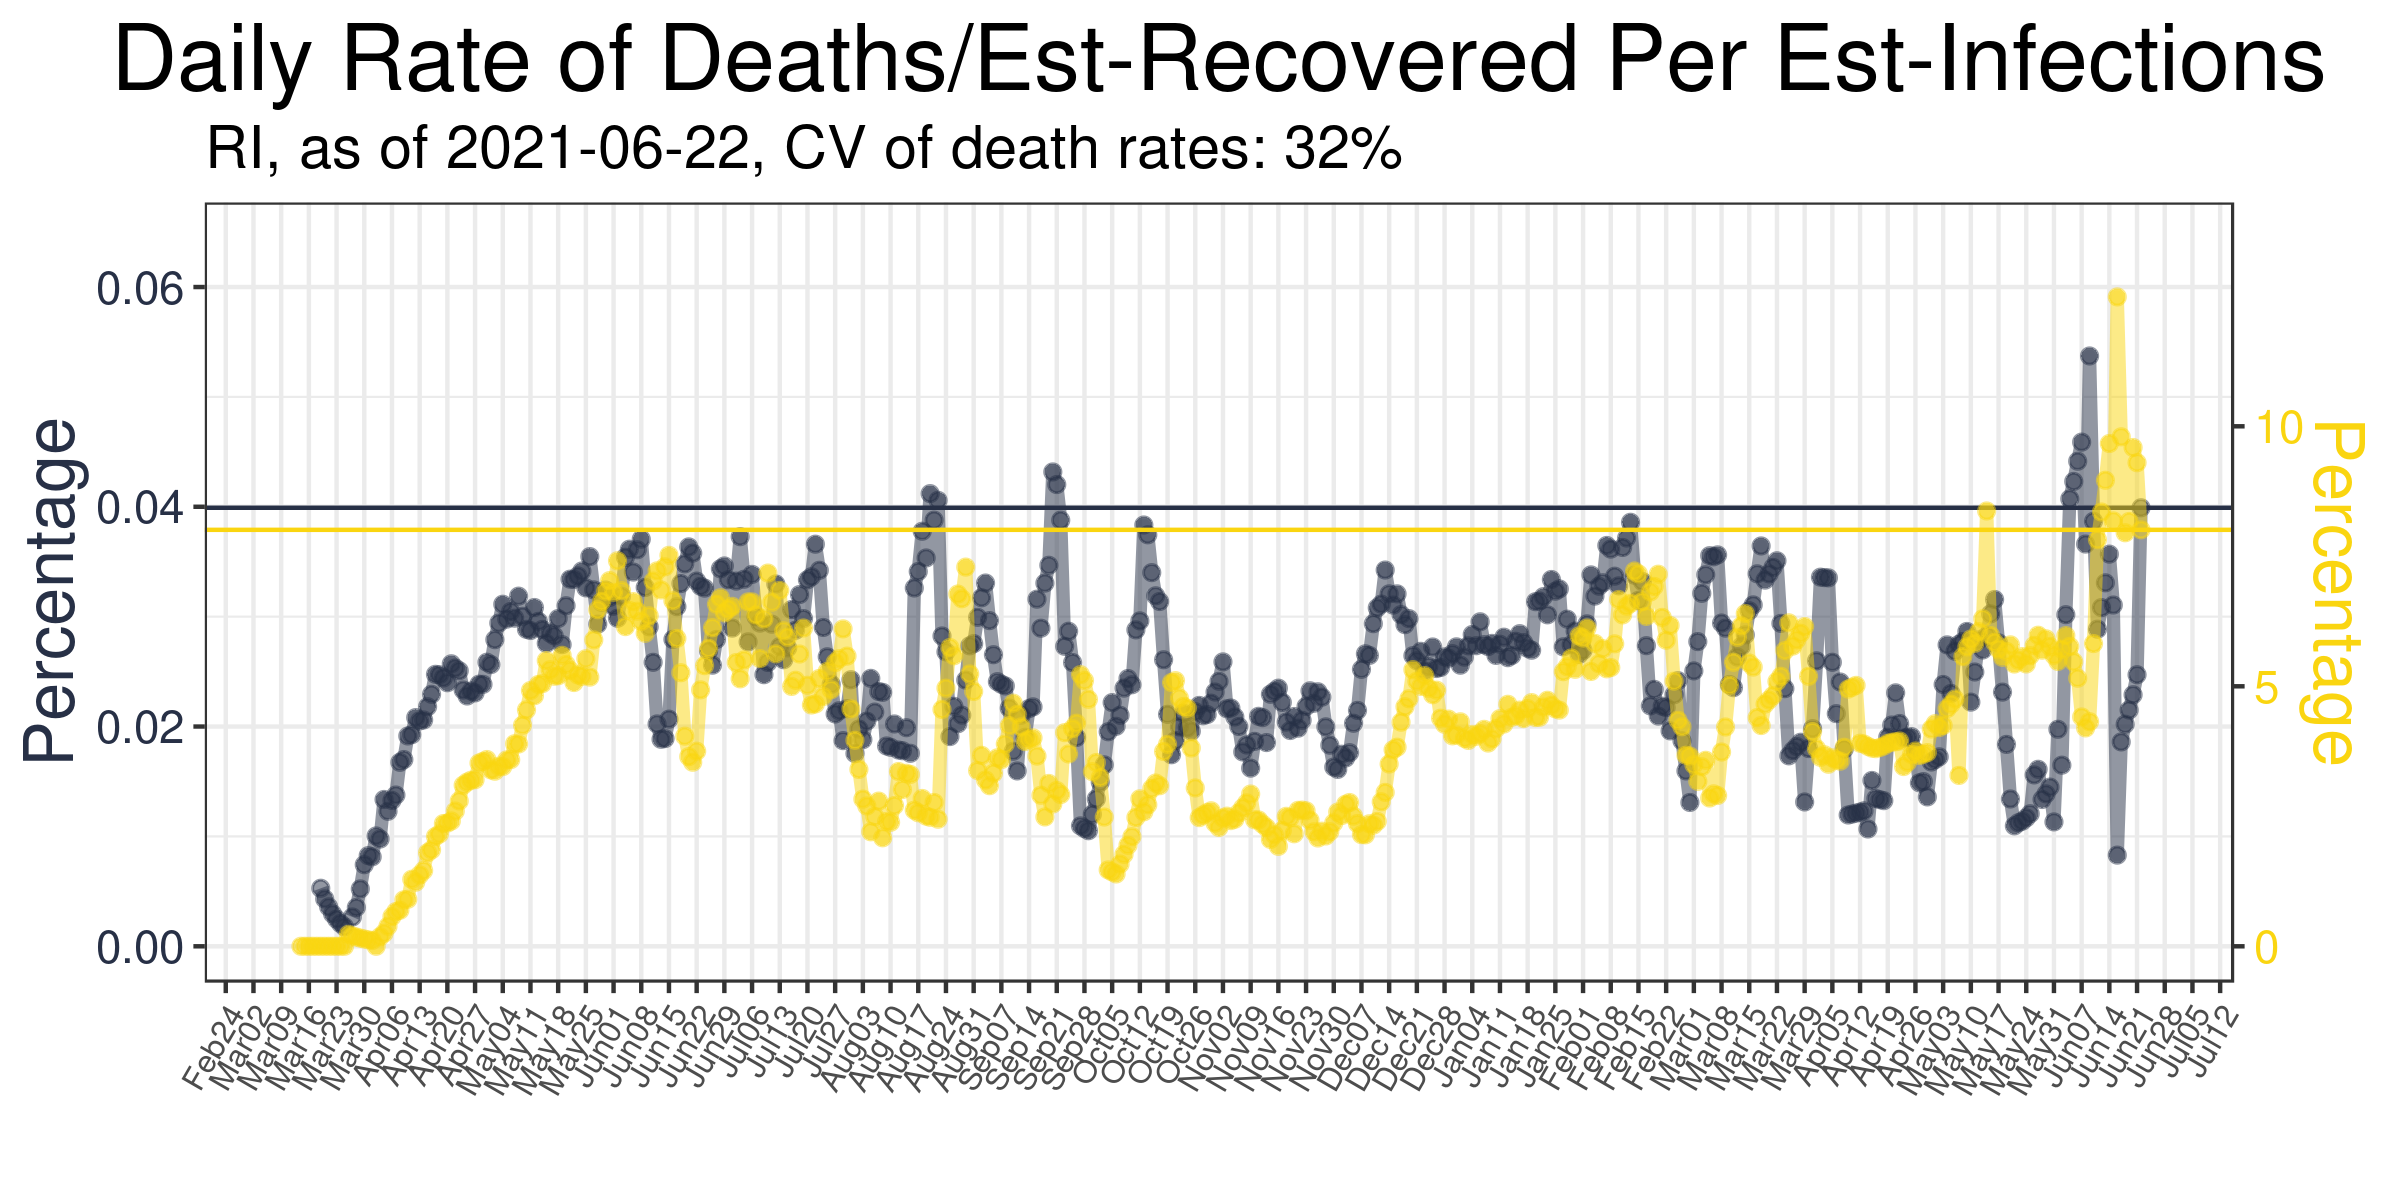 Daily Rate of Deaths/Est-Recovered Per Est-Infections
RI, as of 2021-06-22, CV of death rates: 32%
Percentage
0.06
0.04
0.02
0.00
10
5
0
Percentage
Feb24
Mar02
Mar09
Mar16
Mar23
Mar30
Apr06
Apr13
Apr20
Apr27
May04
May11
May18
May25
Jun01
Jun08
Jun15
Jun22
Jun29
Jul06
Jul13
Jul20
Jul27
Aug03
Aug10
Aug17
Aug24
Aug31
Sep07
Sep14
Sep21
Sep28
Oct05
Oct12
Oct19
Oct26
Nov02
Nov09
Nov16
Nov23
Nov30
Dec07
Dec14
Dec21
Dec28
Jan04
Jan11
Jan18
Jan25
Feb01
Feb08
Feb15
Feb22
Mar01
Mar08
Mar15
Mar22
Mar29
Apr05
Apr12
Apr19
Apr26
May03
May10
May17
May24
May31
Jun07
Jun14
Jun21
Jun28
Jul05
Jul12